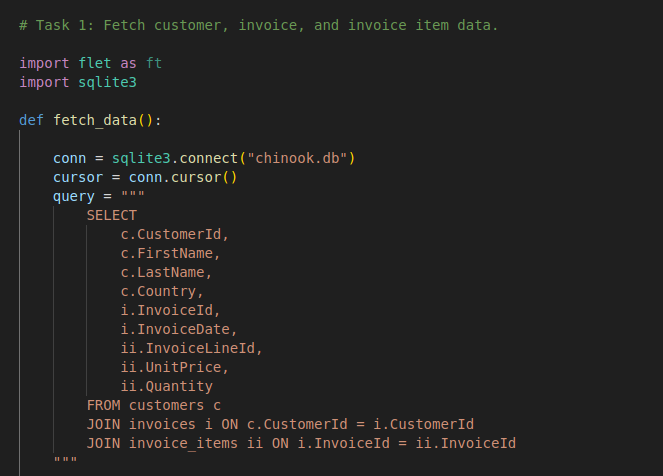 # Task 1: Fetch customer, invoice, and invoice item data.
import flet as ft
import sqlite3
def fetch_data():
conn = sqlite3.connect("chinook.db")
cursor = conn.cursor()
query = """
SELECT
c.CustomerId,
c.FirstName,
c.LastName,
c.Country,
i.InvoiceId,
i.InvoiceDate,
ii.InvoiceLineId,
ii.UnitPrice,
ii.Quantity
FROM customers c
JOIN invoices i ON c.CustomerId = i.CustomerId
JOIN invoice_items ii ON i.InvoiceId = ii.InvoiceId
"""